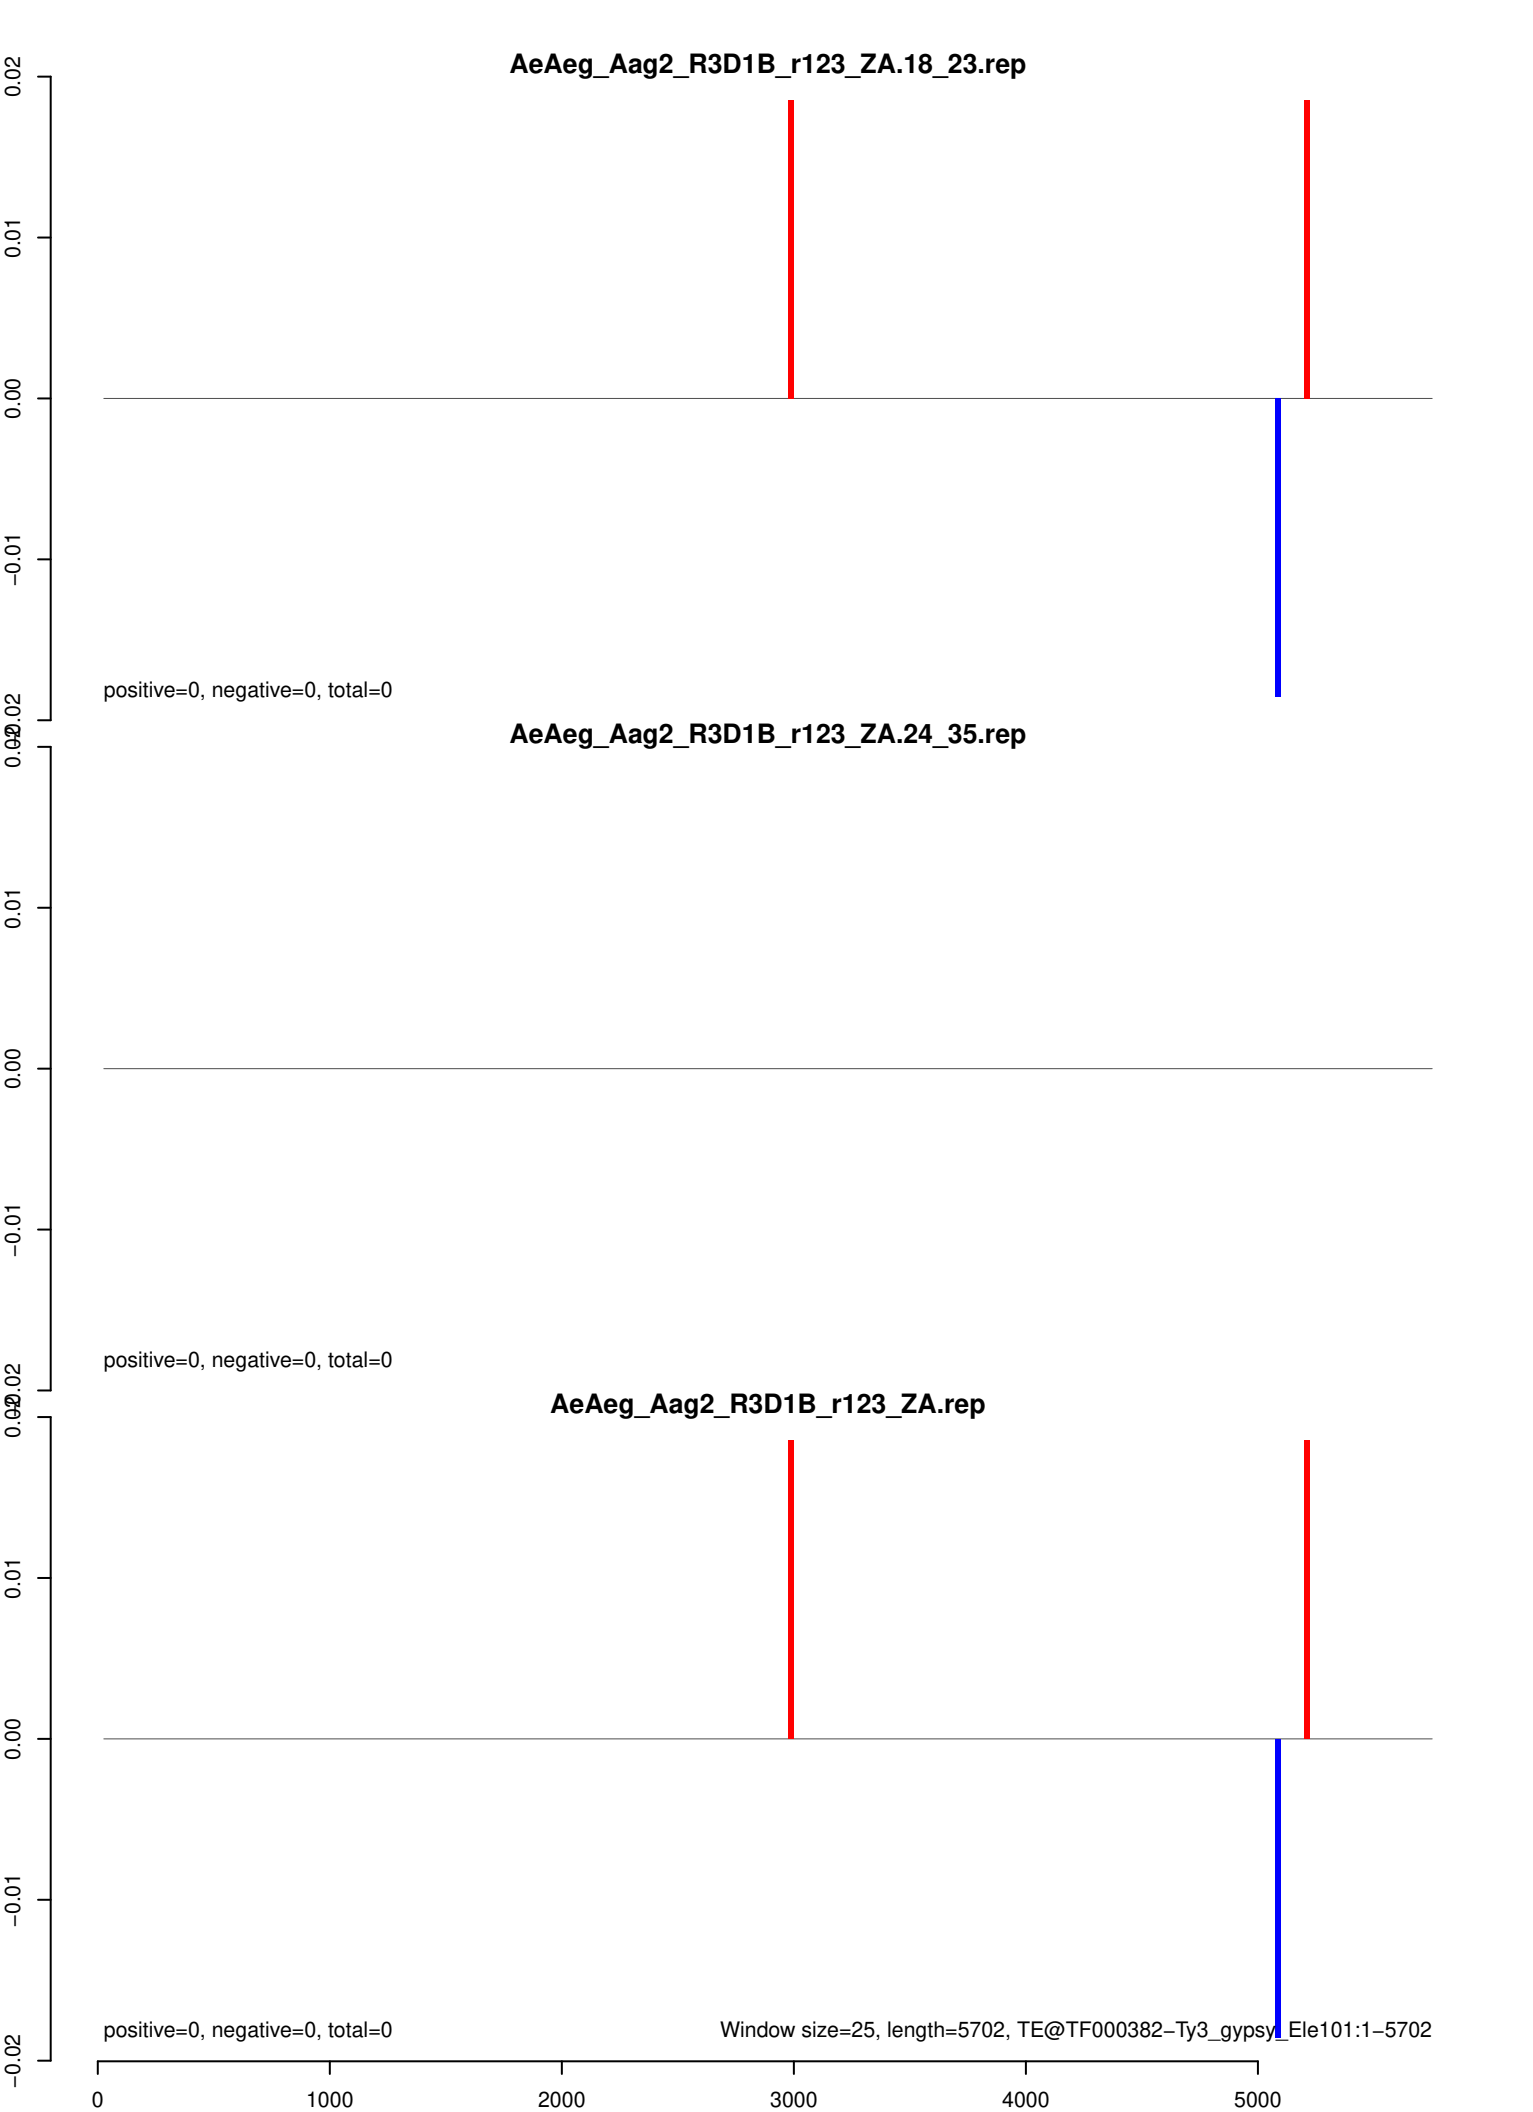 AeAeg_Aag2_R3D1B_r123_ZA.18_23.rep
0.02
0.01
0.00
−0.01
−0.02
positive=0, negative=0, total=0
AeAeg_Aag2_R3D1B_r123_ZA.24_35.rep
0.02
0.01
0.00
−0.01
−0.02
positive=0, negative=0, total=0
AeAeg_Aag2_R3D1B_r123_ZA.rep
0.02
0.01
0.00
−0.01
−0.02
positive=0, negative=0, total=0
Window size=25, length=5702, TE@TF000382−Ty3_gypsy_Ele101:1−5702
0 1000 2000 3000 4000 5000